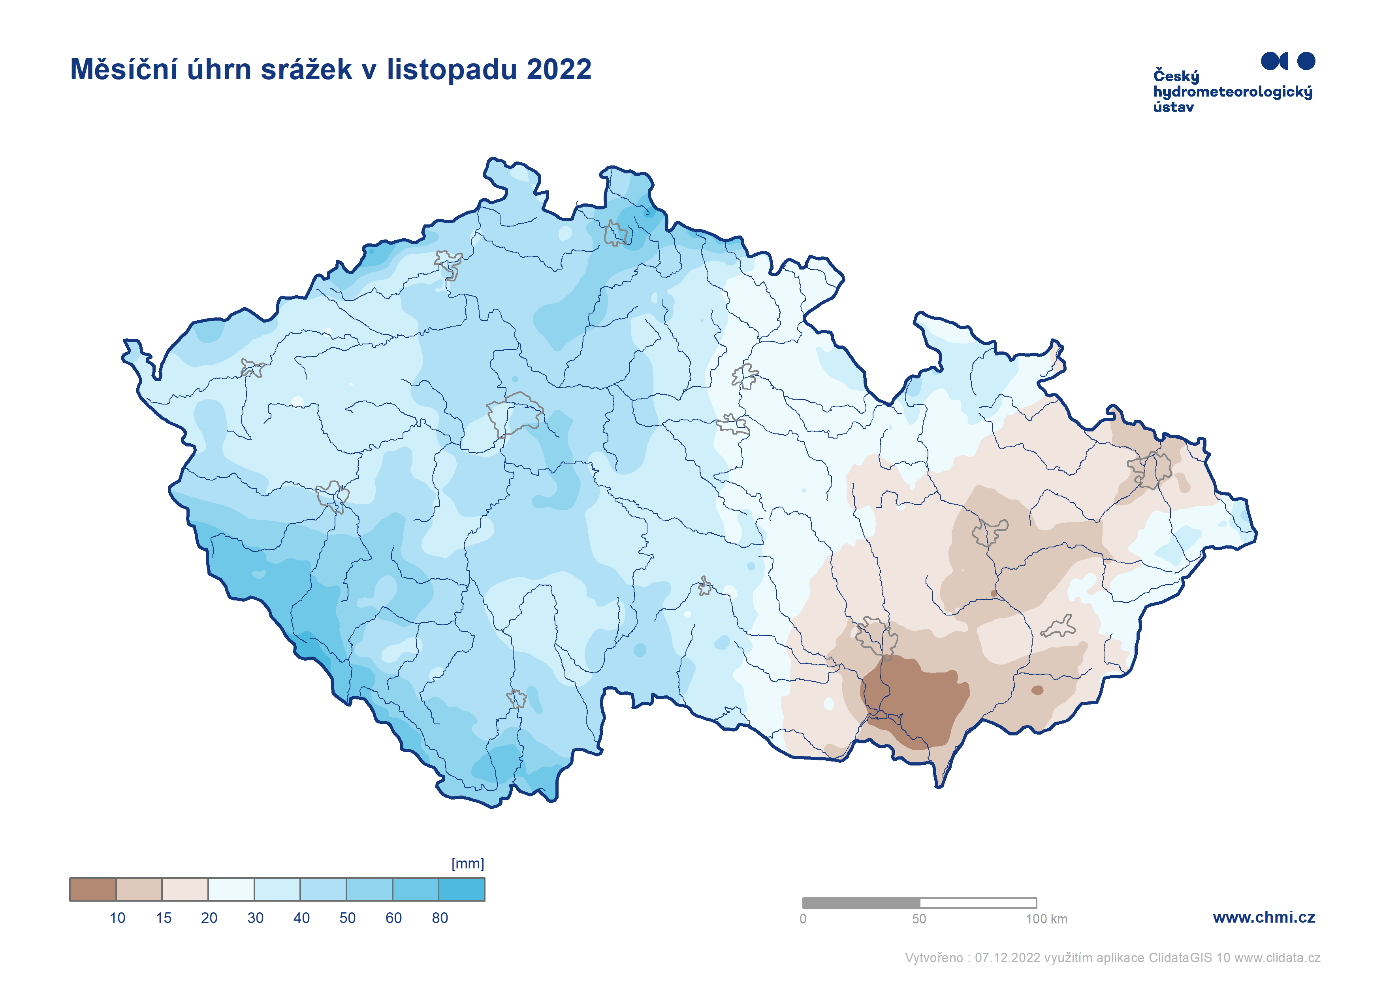 Měsíční úhrn srážek v listopadu 2022
Český
hydrometeorologický
ústav
[mm]
10 15 20 30 40 50 60 80
0 50 100 km
www.chmi.cz
Vytvořeno : 07.12.2022 využitím aplikace ClidataGIS 10 www.clidata.cz